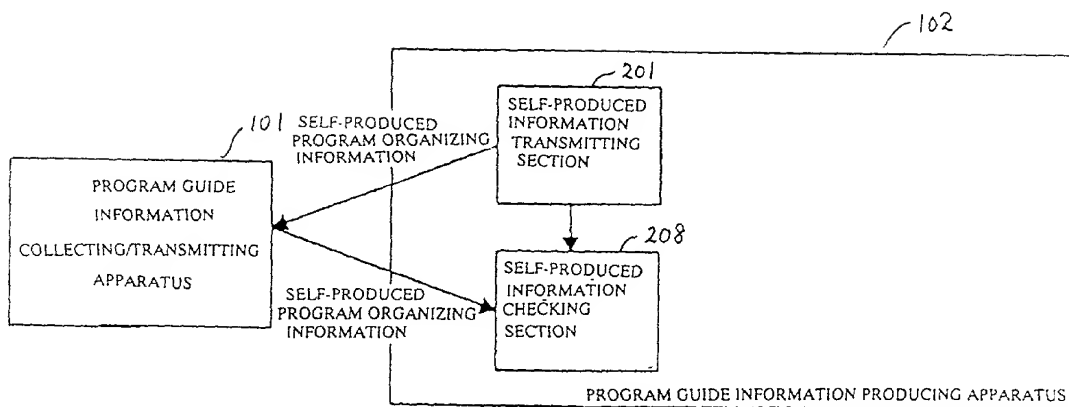 102
201
SELF-PRODUCED
INFORMATION
TRANSMITTING
SECTION
101
SELF-PRODUCED
PROGRAM ORGANIZING
INFORMATION
PROGRAM GUIDE
INFORMATION
COLLECTING/TRANSMITTING
APPARATUS
208
SELF-PRODUCED
INFORMATION
CHECKING
SECTION
SELF-PRODUCED
PROGRAM ORGANIZING
INFORMATION
PROGRAM GUIDE INFORMATION PRODUCING APPARATUS